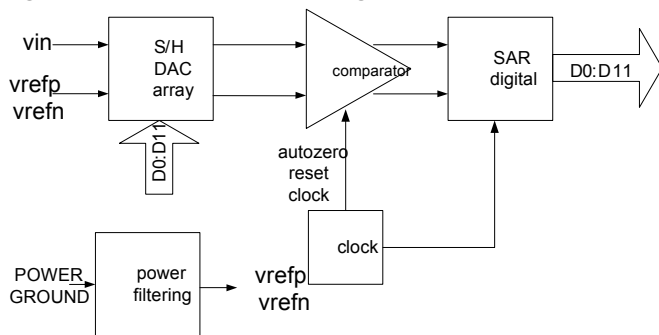 vin
vrefp
vrefn
S/H
DAC
array
D0:D11
comparator
SAR
digital
D0:D11
autozero
reset
clock
clock
POWER
GROUND
power
filtering
vrefp
vrefn